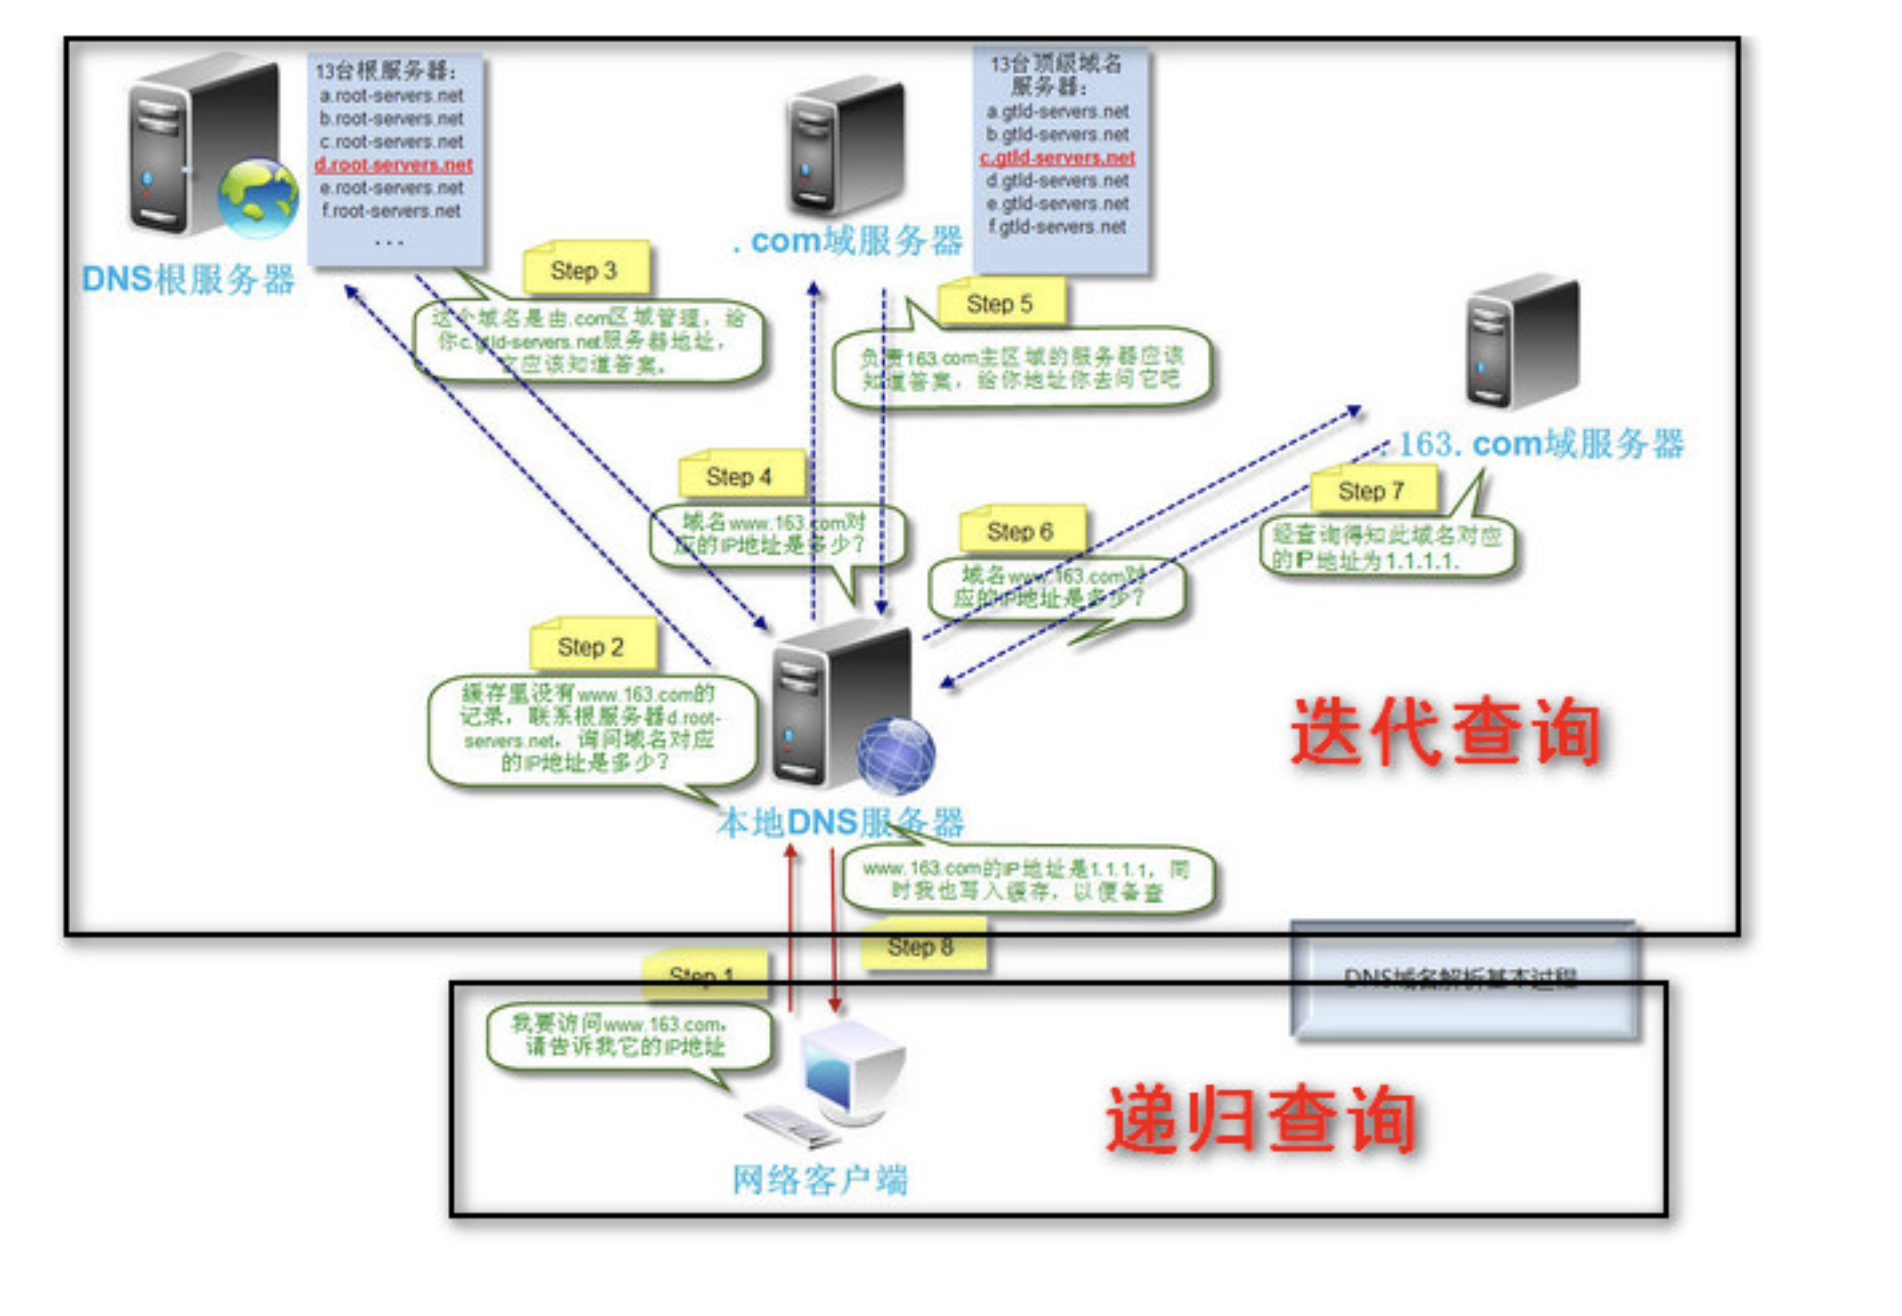 13台根服务器：
a.root-servers.net
b.root-servers.net
c.root-servers.net
d.root-servers.net
e.root-servers.net
f.root-servers.net
...
DNS根服务器
.com域服务器
13台顶级域名
服务器：
a.gtld-servers.net
b.gtld-servers.net
c.gtld-servers.net
d.gtld-servers.net
e.gtld-servers.net
f.gtld-servers.net
Step 3
这个域名是由.com区域管理，给
你c.gtld-servers.net服务器地址，
它应该知道答案。
Step 5
负责163.com主区域的服务器应该
知道答案，给你地址你去问它吧
.163.com域服务器
Step 4
域名www.163.com对
应的IP地址是多少？
Step 6
域名www.163.com对
应的IP地址是多少？
Step 7
经查询得知此域名对应
的IP地址为1.1.1.1.
Step 2
缓存里没有www.163.com的
记录，联系根服务器d.root-
servers.net，询问域名对应
的IP地址是多少？
迭代查询
本地DNS服务器
www.163.com的IP地址是1.1.1.1，同
时我也写入缓存，以便备查
Step 8
Step 1
DNS域名解析基本过程
我要访问www.163.com，
请告诉我它的IP地址
递归查询
网络客户端